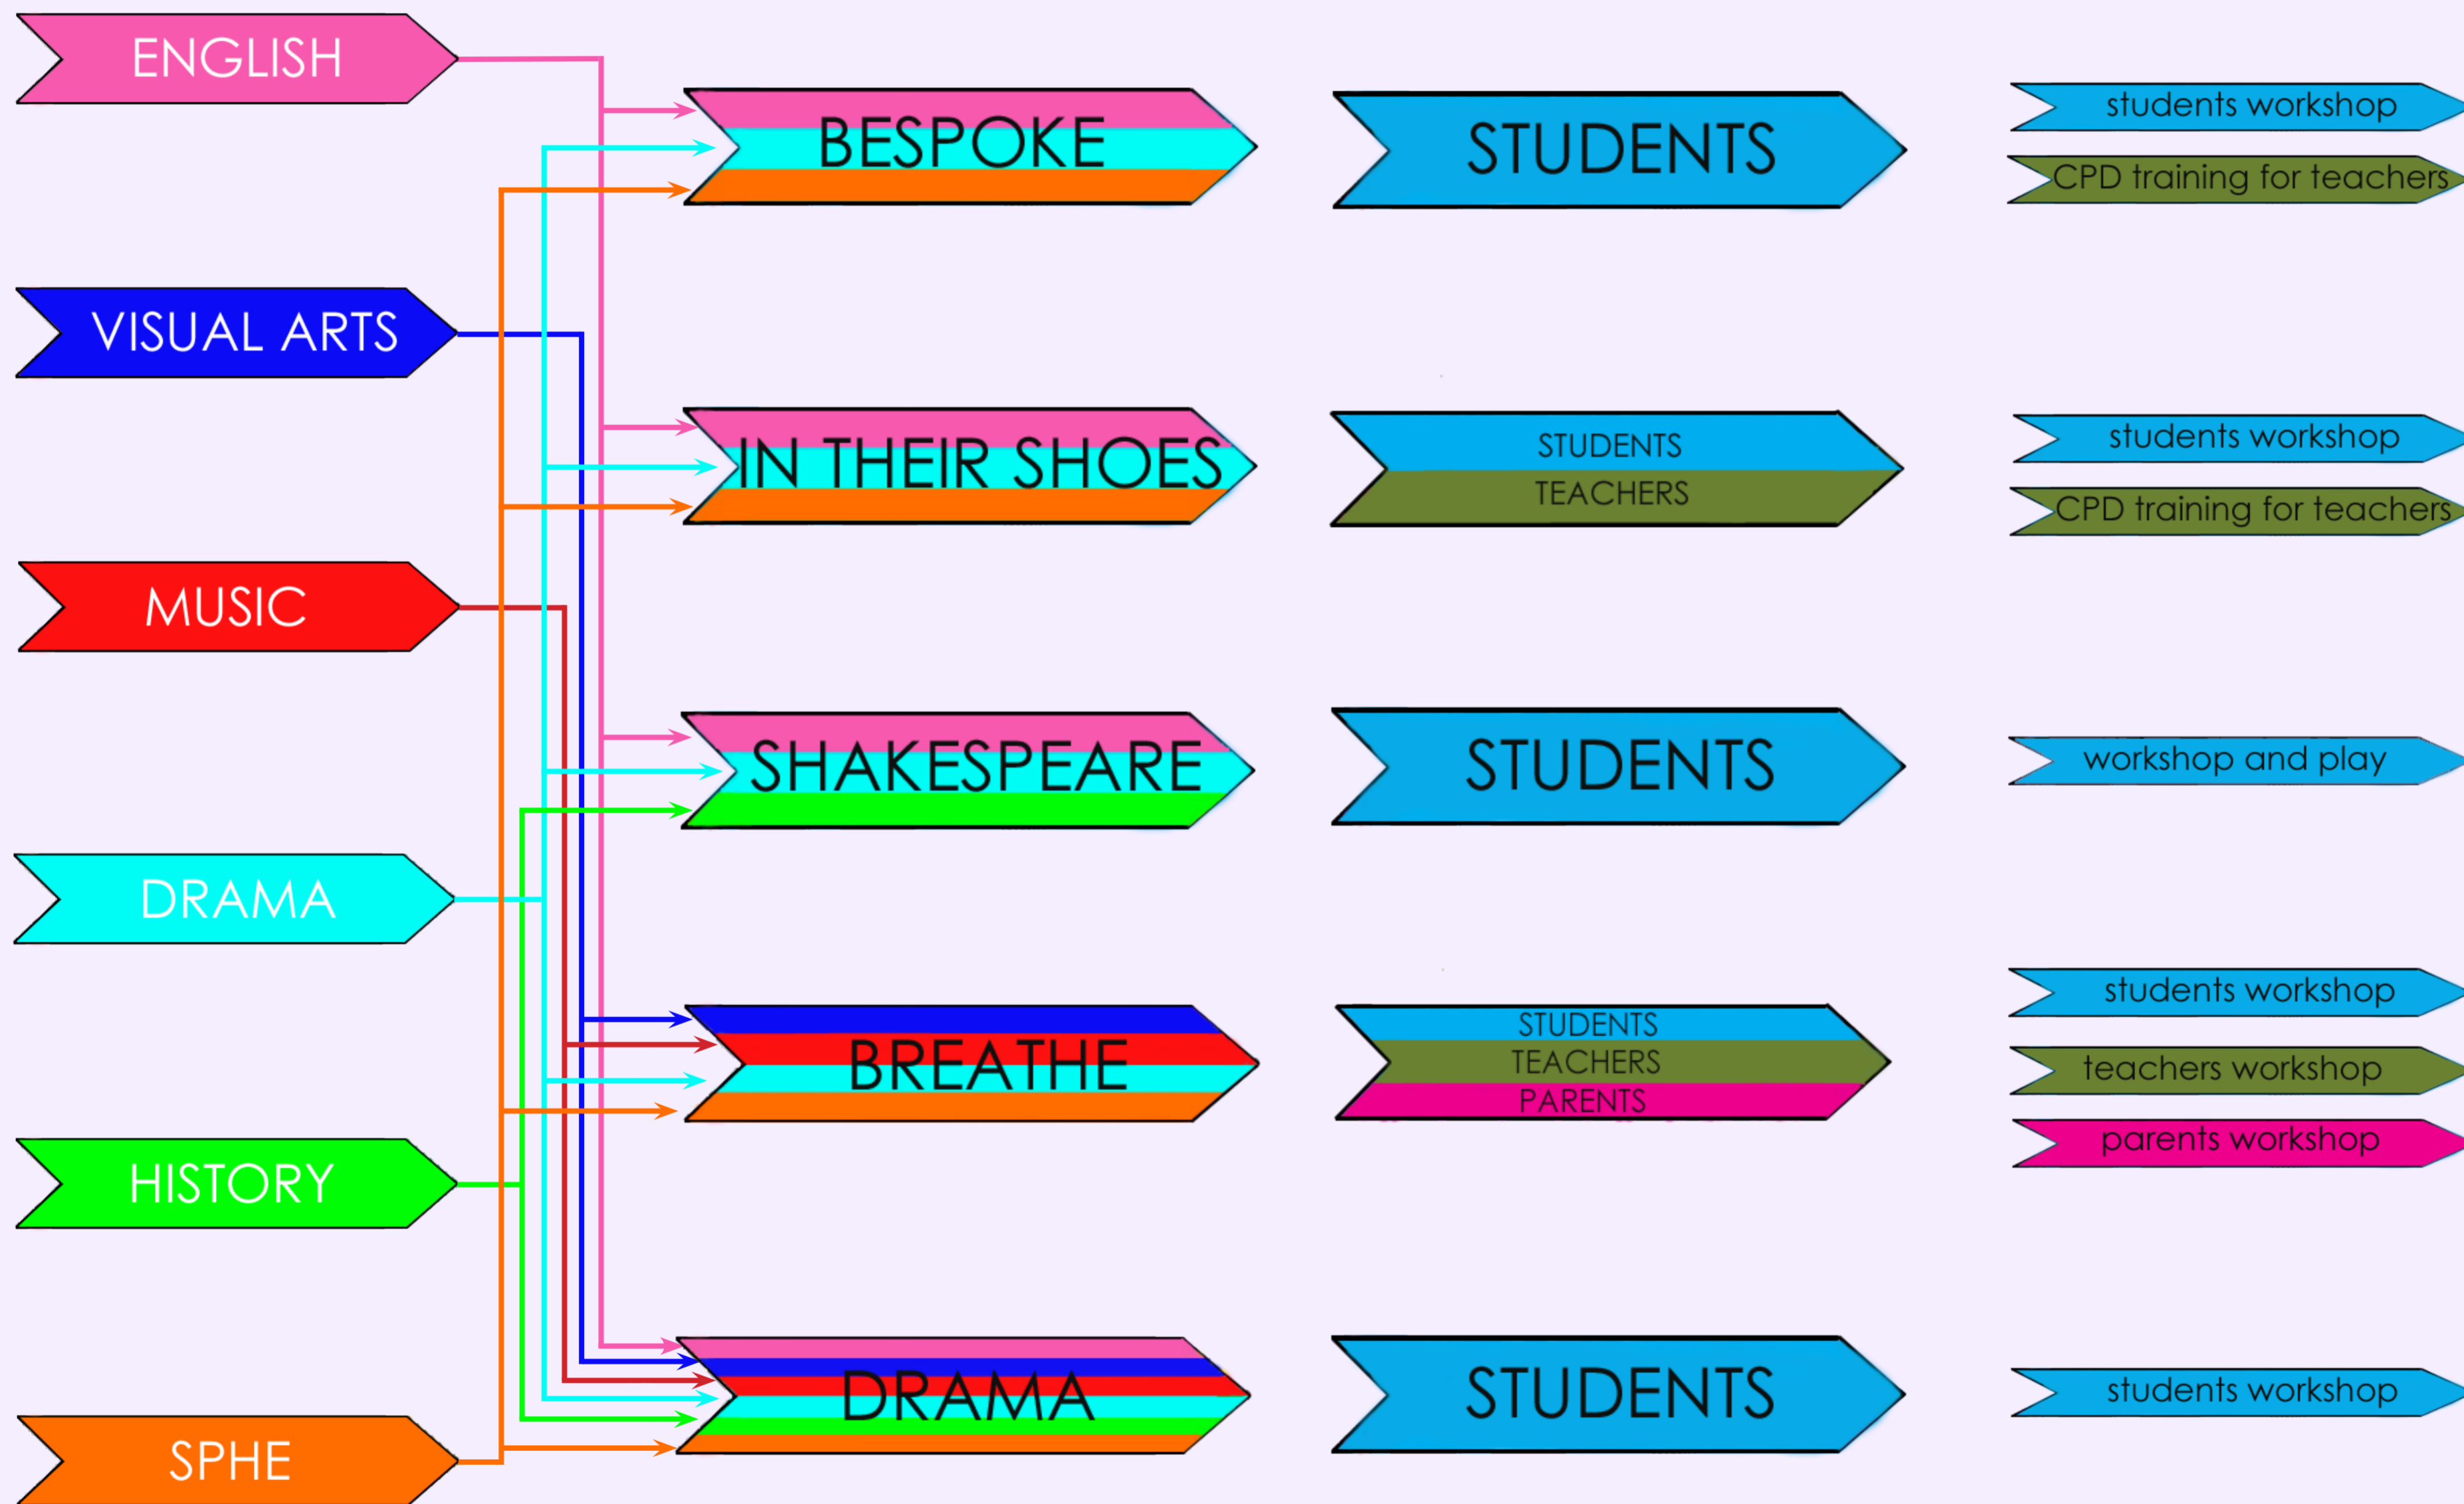 ENGLISH
BESPOKE
STUDENTS
students workshop
CPD training for teachers
VISUAL ARTS
IN THEIR SHOES
STUDENTS
TEACHERS
students workshop
CPD training for teachers
MUSIC
SHAKESPEARE
STUDENTS
workshop and play
DRAMA
BREATHE
STUDENTS
TEACHERS
PARENTS
students workshop
teachers workshop
parents workshop
HISTORY
DRAMA
STUDENTS
students workshop
SPHE